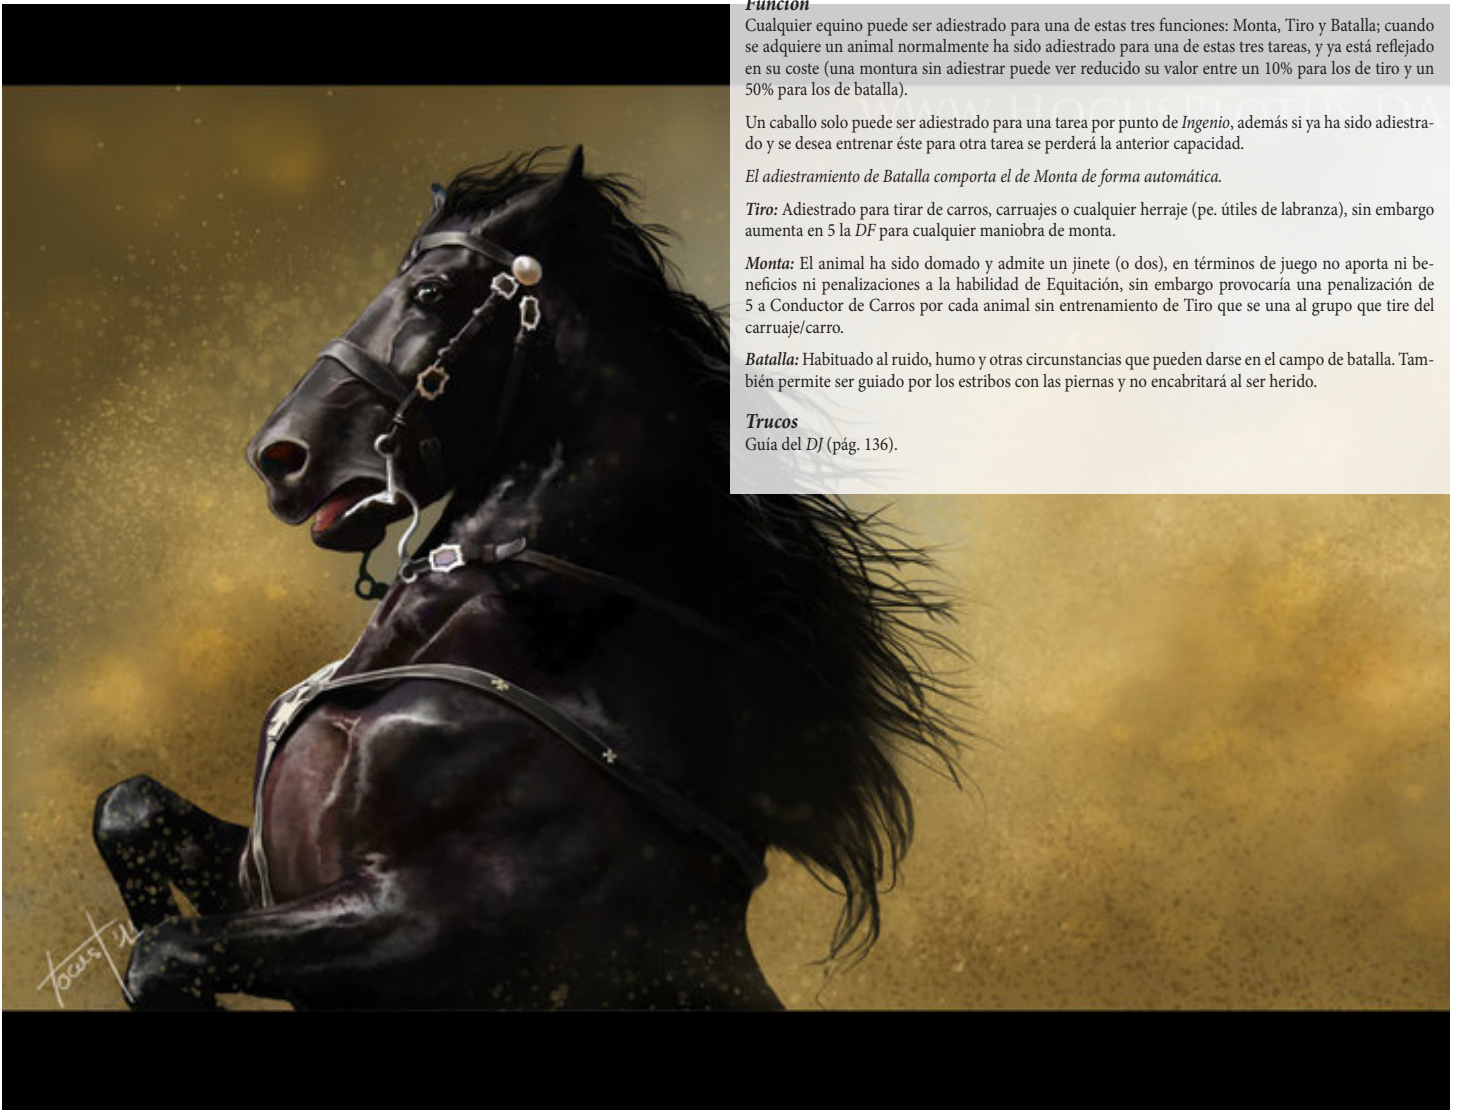 Función
Cualquier equino puede ser adiestrado para una de estas tres funciones: Monta, Tiro y Batalla; cuando
se adquiere un animal normalmente ha sido adiestrado para una de estas tres tareas, y ya está reflejado
en su coste (una montura sin adiestrar puede ver reducido su valor entre un 10% para los de tiro y un
50% para los de batalla).
Un caballo solo puede ser adiestrado para una tarea por punto de Ingenio, además si ya ha sido adiestra-
do y se desea entrenar éste para otra tarea se perderá la anterior capacidad.
El adiestramiento de Batalla comporta el de Monta de forma automática.
Tiro: Adiestrado para tirar de carros, carruajes o cualquier herraje (pe. útiles de labranza), sin embargo
aumenta en 5 la DF para cualquier maniobra de monta.
Monta: El animal ha sido domado y admite un jinete (o dos), en términos de juego no aporta ni be-
neficios ni penalizaciones a la habilidad de Equitación, sin embargo provocaría una penalización de
5 a Conductor de Carros por cada animal sin entrenamiento de Tiro que se una al grupo que tire del
carruaje/carro.
Batalla: Habituado al ruido, humo y otras circunstancias que pueden darse en el campo de batalla. Tam-
bién permite ser guiado por los estribos con las piernas y no encabritará al ser herido.
Trucos
Guía del DJ (pág. 136).